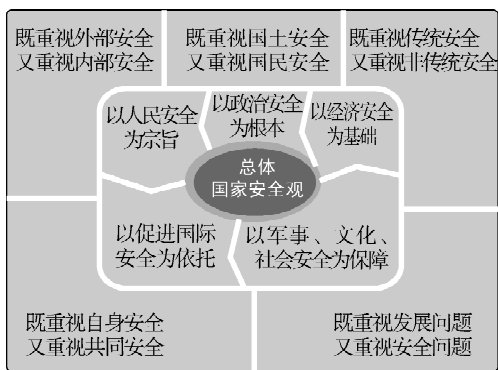 既重视外部安全
又重视内部安全
既重视国土安全
又重视国民安全
既重视传统安全
又重视非传统安全
以人民安全
为宗旨
以政治安全
为根本
以经济安全
为基础
总体
国家安全观
以促进国际
安全为依托
以军事、文化、
社会安全为保障
既重视自身安全
又重视共同安全
既重视发展问题
又重视安全问题